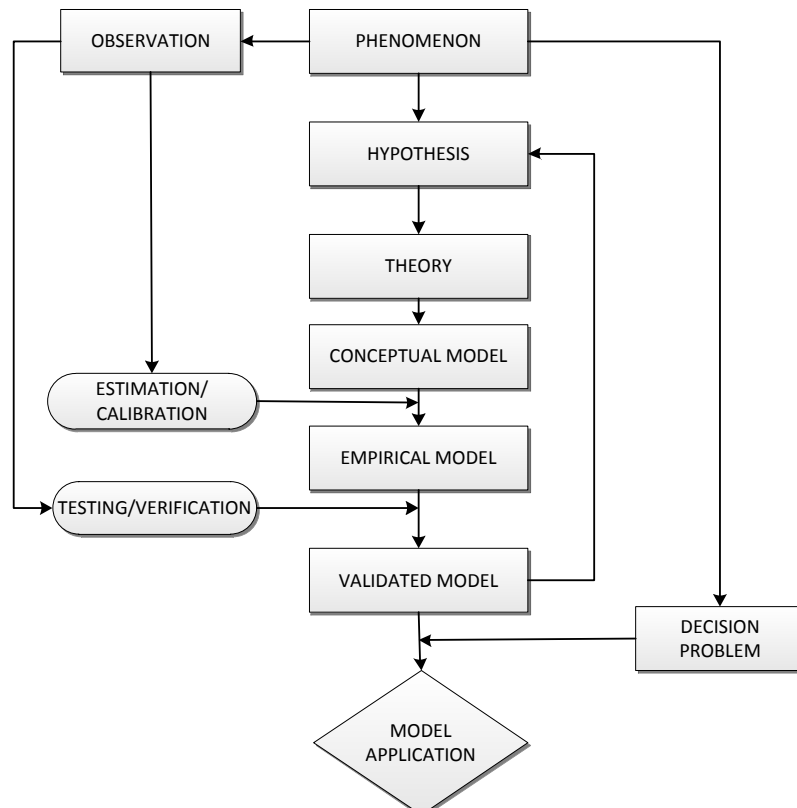 OBSERVATION
PHENOMENON
HYPOTHESIS
THEORY
CONCEPTUAL MODEL
ESTIMATION/
CALIBRATION
EMPIRICAL MODEL
TESTING/VERIFICATION
VALIDATED MODEL
DECISION
PROBLEM
MODEL
APPLICATION